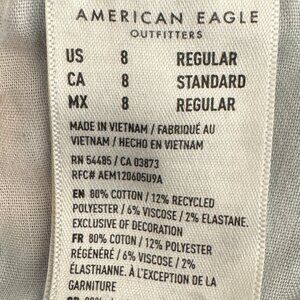 AMERICAN EAGLE
OUTFITTERS
US 8 REGULAR
CA 8 STANDARD
MX 8 REGULAR
MADE IN VIETNAM / FABRIQUÉ AU
VIETNAM / HECHO EN VIETNAM
RN 54485 / CA 03873
RFC# AEM120605U9A
EN 80% COTTON / 12% RECYCLED
POLYESTER / 6% VISCOSE / 2% ELASTANE.
EXCLUSIVE OF DECORATION
FR 80% COTON / 12% POLYESTER
RÉGÉNÉRÉ / 6% VISCOSE / 2%
ÉLASTHANNE. À L'EXCEPTION DE LA
GARNITURE